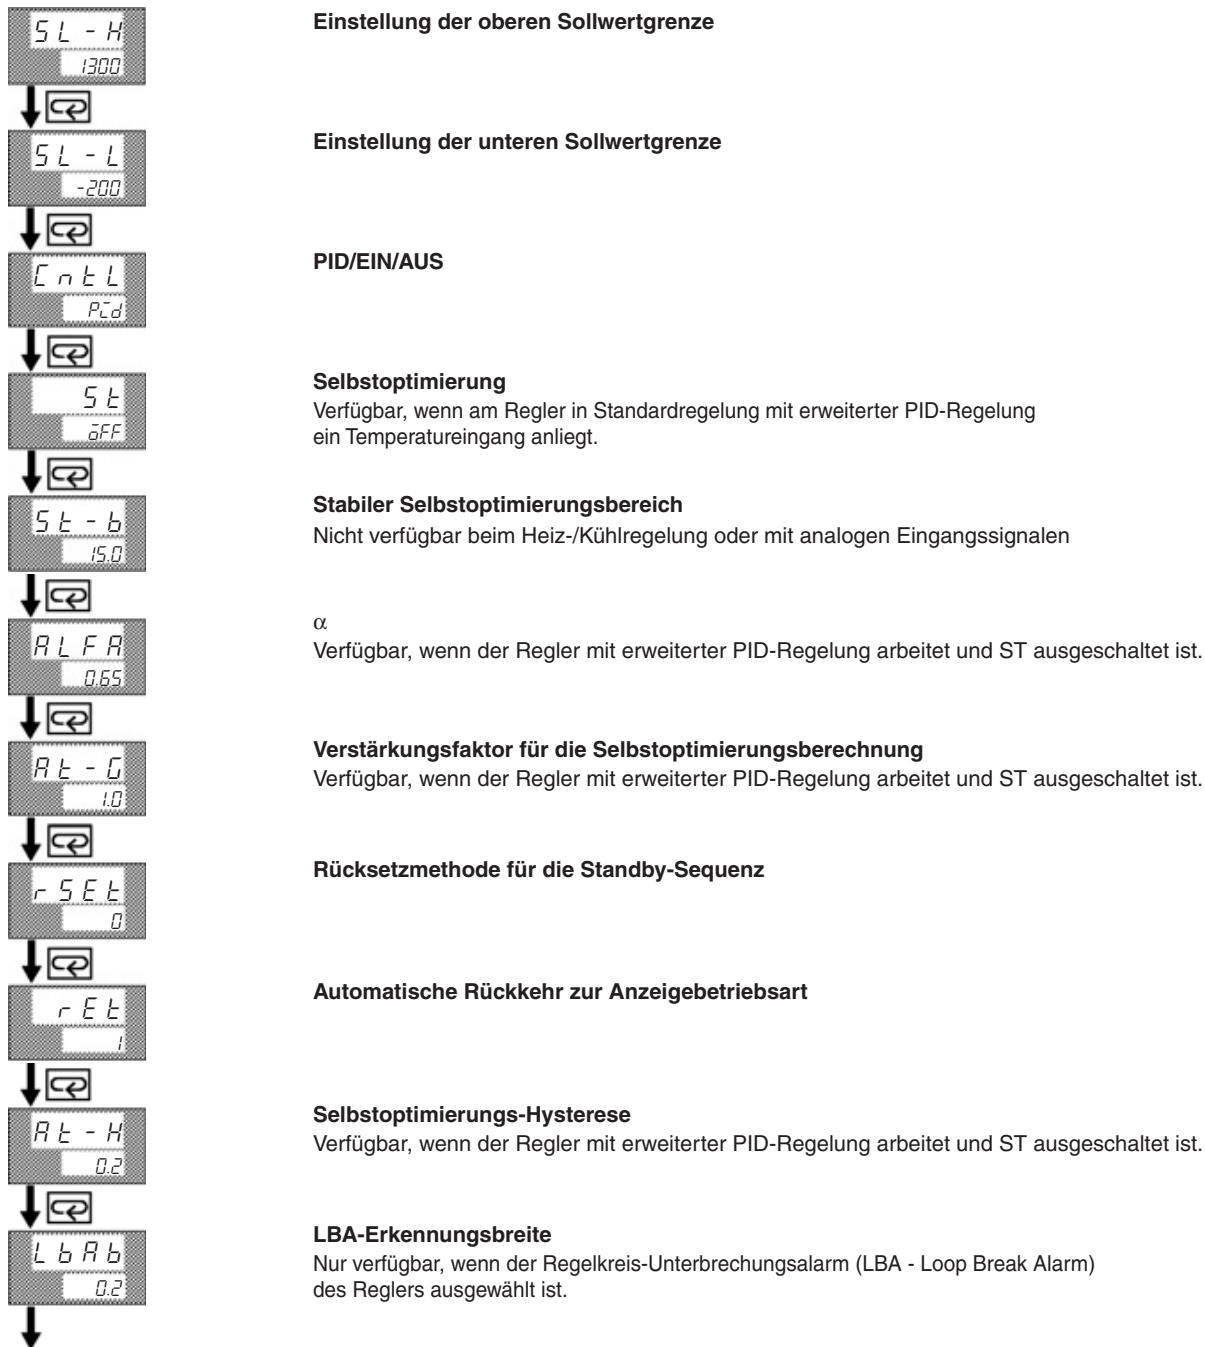 SL-H
Einstellung der oberen Sollwertgrenze
1300
SL-L
Einstellung der unteren Sollwertgrenze
-200
CntL
PID/EIN/AUS
Pid
St
Selbstoptimierung
Verfügbar, wenn am Regler in Standardregelung mit erweiterter PID-Regelung
oFF
ein Temperatureingang anliegt.
St-b
Stabiler Selbstoptimierungsbereich
15.0
Nicht verfügbar beim Heiz-/Kühlregelung oder mit analogen Eingangssignalen
ALFA
α
0.65
Verfügbar, wenn der Regler mit erweiterter PID-Regelung arbeitet und ST ausgeschaltet ist.
At-G
Verstärkungsfaktor für die Selbstoptimierungsberechnung
1.0
Verfügbar, wenn der Regler mit erweiterter PID-Regelung arbeitet und ST ausgeschaltet ist.
rSEt
Rücksetzmethode für die Standby-Sequenz
0
rEt
Automatische Rückkehr zur Anzeigebetriebsart
1
At-H
Selbstoptimierungs-Hysterese
0.2
Verfügbar, wenn der Regler mit erweiterter PID-Regelung arbeitet und ST ausgeschaltet ist.
LbAb
LBA-Erkennungsbreite
0.2
Nur verfügbar, wenn der Regelkreis-Unterbrechungsalarm (LBA - Loop Break Alarm)
des Reglers ausgewählt ist.